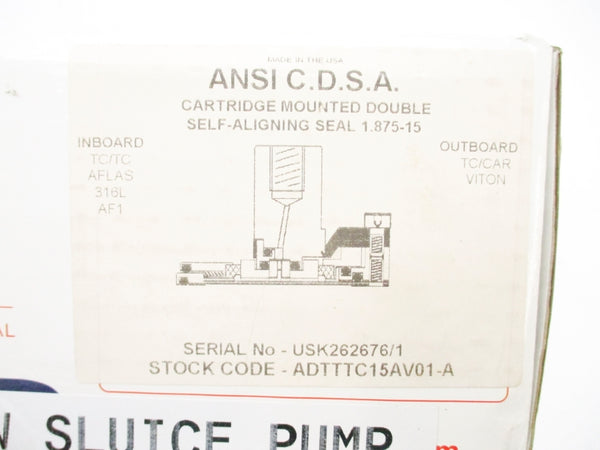 MADE IN THE USA
ANSI C.D.S.A.
CARTRIDGE MOUNTED DOUBLE
SELF-ALIGNING SEAL 1.875-15
INBOARD
TC/TC
AFLAS
316L
AF1
OUTBOARD
TC/CAR
VITON
AL
SERIAL No - USK262676/1
STOCK CODE - ADTTTC15AV01-A
SLUICE PUMP
m